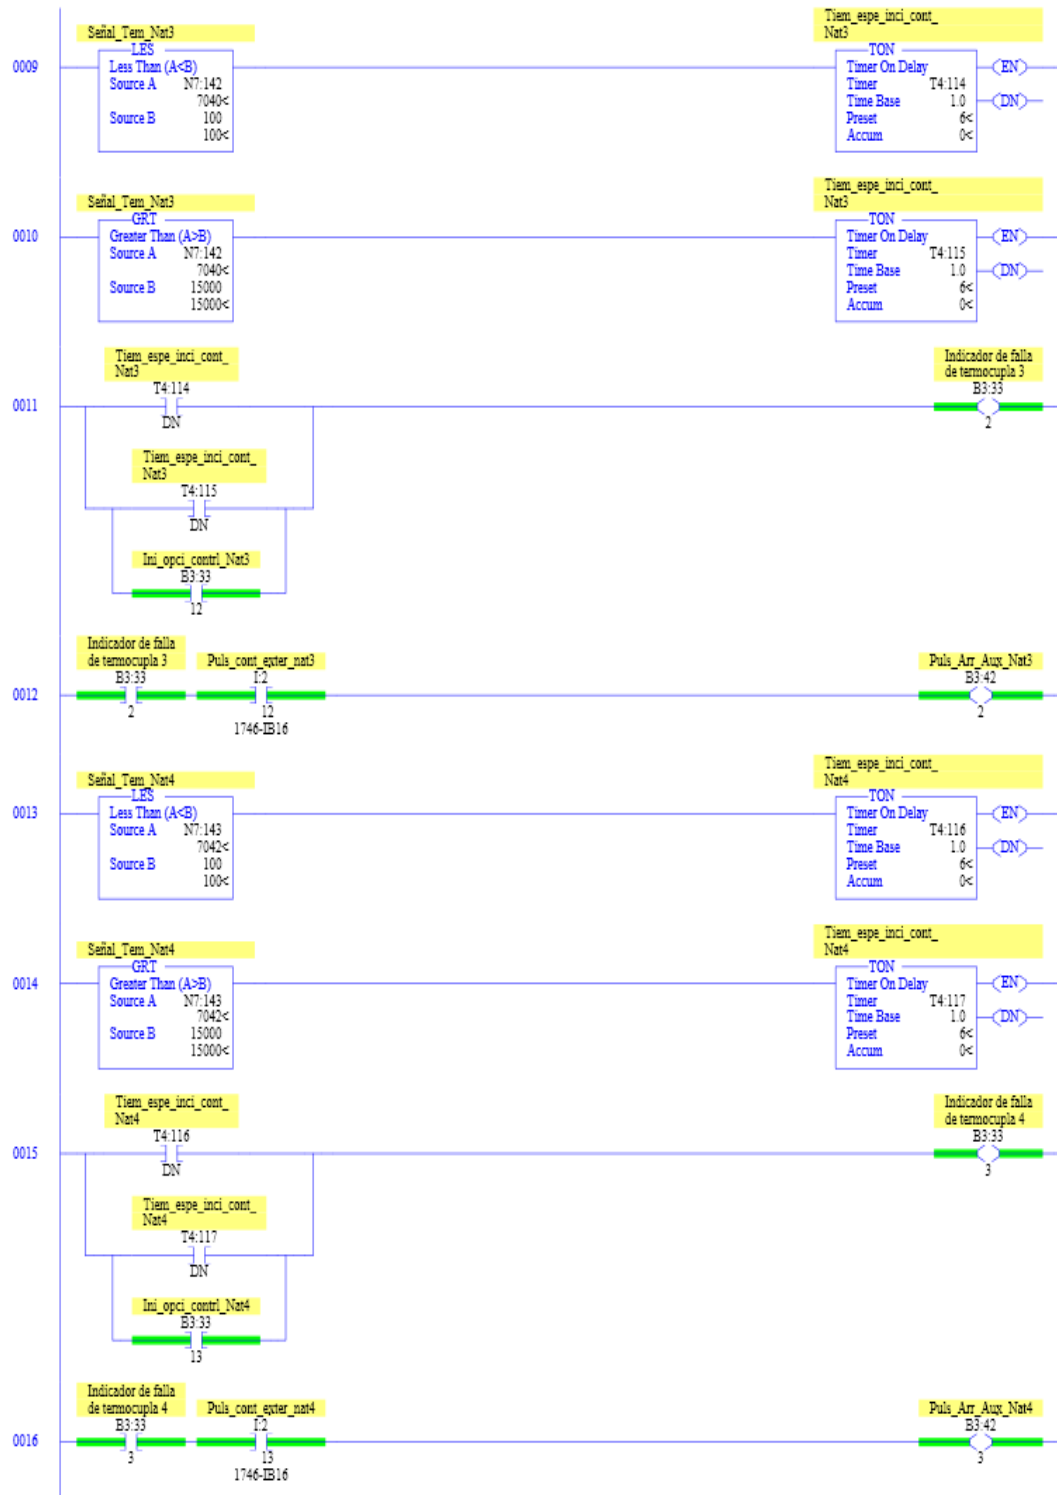 Señal_Tem_Nat3
LES
Less Than (A<B)
Source A N7:142
7040<
Source B 100
100<
0009
Tiem_espe_inci_cont_
Nat3
TON
Timer On Delay
Timer T4:114
Time Base 1.0
Preset 6<
Accum 0<
EN
DN
Señal_Tem_Nat3
GRT
Greater Than (A>B)
Source A N7:142
7040<
Source B 15000
15000<
0010
Tiem_espe_inci_cont_
Nat3
TON
Timer On Delay
Timer T4:115
Time Base 1.0
Preset 6<
Accum 0<
EN
DN
Tiem_espe_inci_cont_
Nat3
T4:114
0011
DN
Tiem_espe_inci_cont_
Nat3
T4:115
DN
Ini_opci_contrl_Nat3
B3:33
12
Indicador de falla
de termocupla 3
B3:33
2
Indicador de falla
de termocupla 3
B3:33
0012
2
Puls_cont_exter_nat3
I:2
12
1746-IB16
Puls_Arr_Aux_Nat3
B3:42
2
Señal_Tem_Nat4
LES
Less Than (A<B)
Source A N7:143
7042<
Source B 100
100<
0013
Tiem_espe_inci_cont_
Nat4
TON
Timer On Delay
Timer T4:116
Time Base 1.0
Preset 6<
Accum 0<
EN
DN
Señal_Tem_Nat4
GRT
Greater Than (A>B)
Source A N7:143
7042<
Source B 15000
15000<
0014
Tiem_espe_inci_cont_
Nat4
TON
Timer On Delay
Timer T4:117
Time Base 1.0
Preset 6<
Accum 0<
EN
DN
Tiem_espe_inci_cont_
Nat4
T4:116
0015
DN
Tiem_espe_inci_cont_
Nat4
T4:117
DN
Ini_opci_contrl_Nat4
B3:33
13
Indicador de falla
de termocupla 4
B3:33
3
Indicador de falla
de termocupla 4
B3:33
0016
3
Puls_cont_exter_nat4
I:2
13
1746-IB16
Puls_Arr_Aux_Nat4
B3:42
3